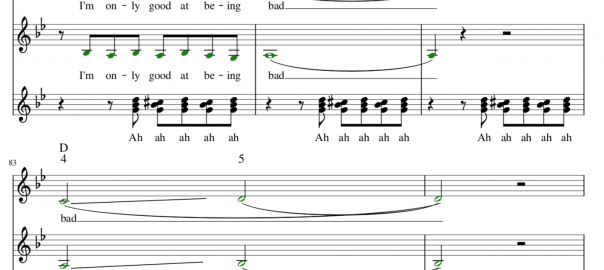 I'm on - ly good at be - ing bad
I'm on - ly good at be - ing bad
Ah ah ah ah ah ah ah ah ah ah ah ah ah ah ah
83
D
4 5
bad